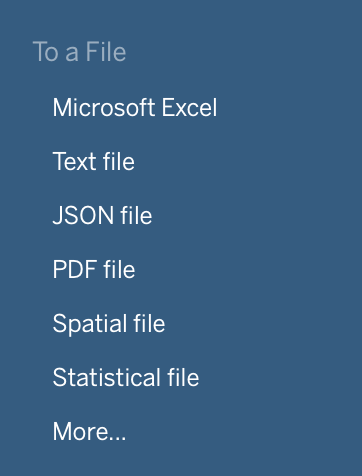 To a File
Microsoft Excel
Text file
JSON file
PDF file
Spatial file
Statistical file
More...